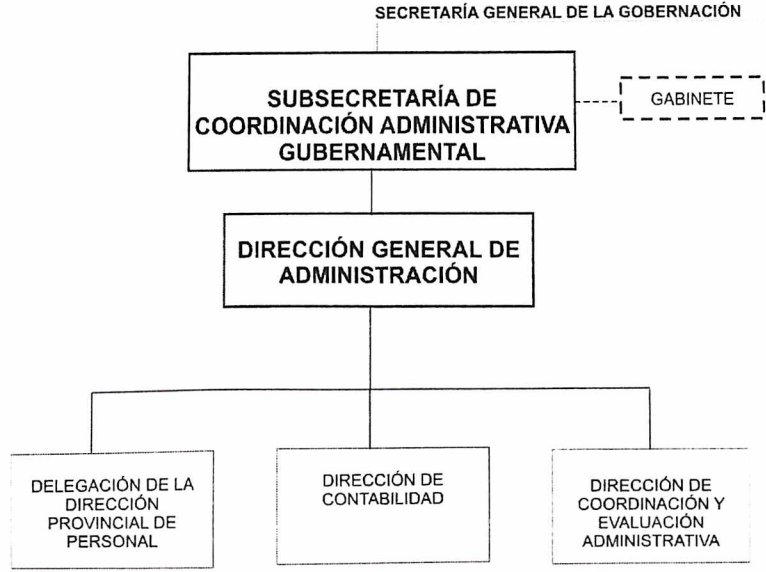 SECRETARÍA GENERAL DE LA GOBERNACIÓN
SUBSECRETARÍA DE
COORDINACIÓN ADMINISTRATIVA
GUBERNAMENTAL
GABINETE
DIRECCIÓN GENERAL DE
ADMINISTRACIÓN
DELEGACIÓN DE LA
DIRECCIÓN
PROVINCIAL DE
PERSONAL
DIRECCIÓN DE
CONTABILIDAD
DIRECCIÓN DE
COORDINACIÓN Y
EVALUACIÓN
ADMINISTRATIVA